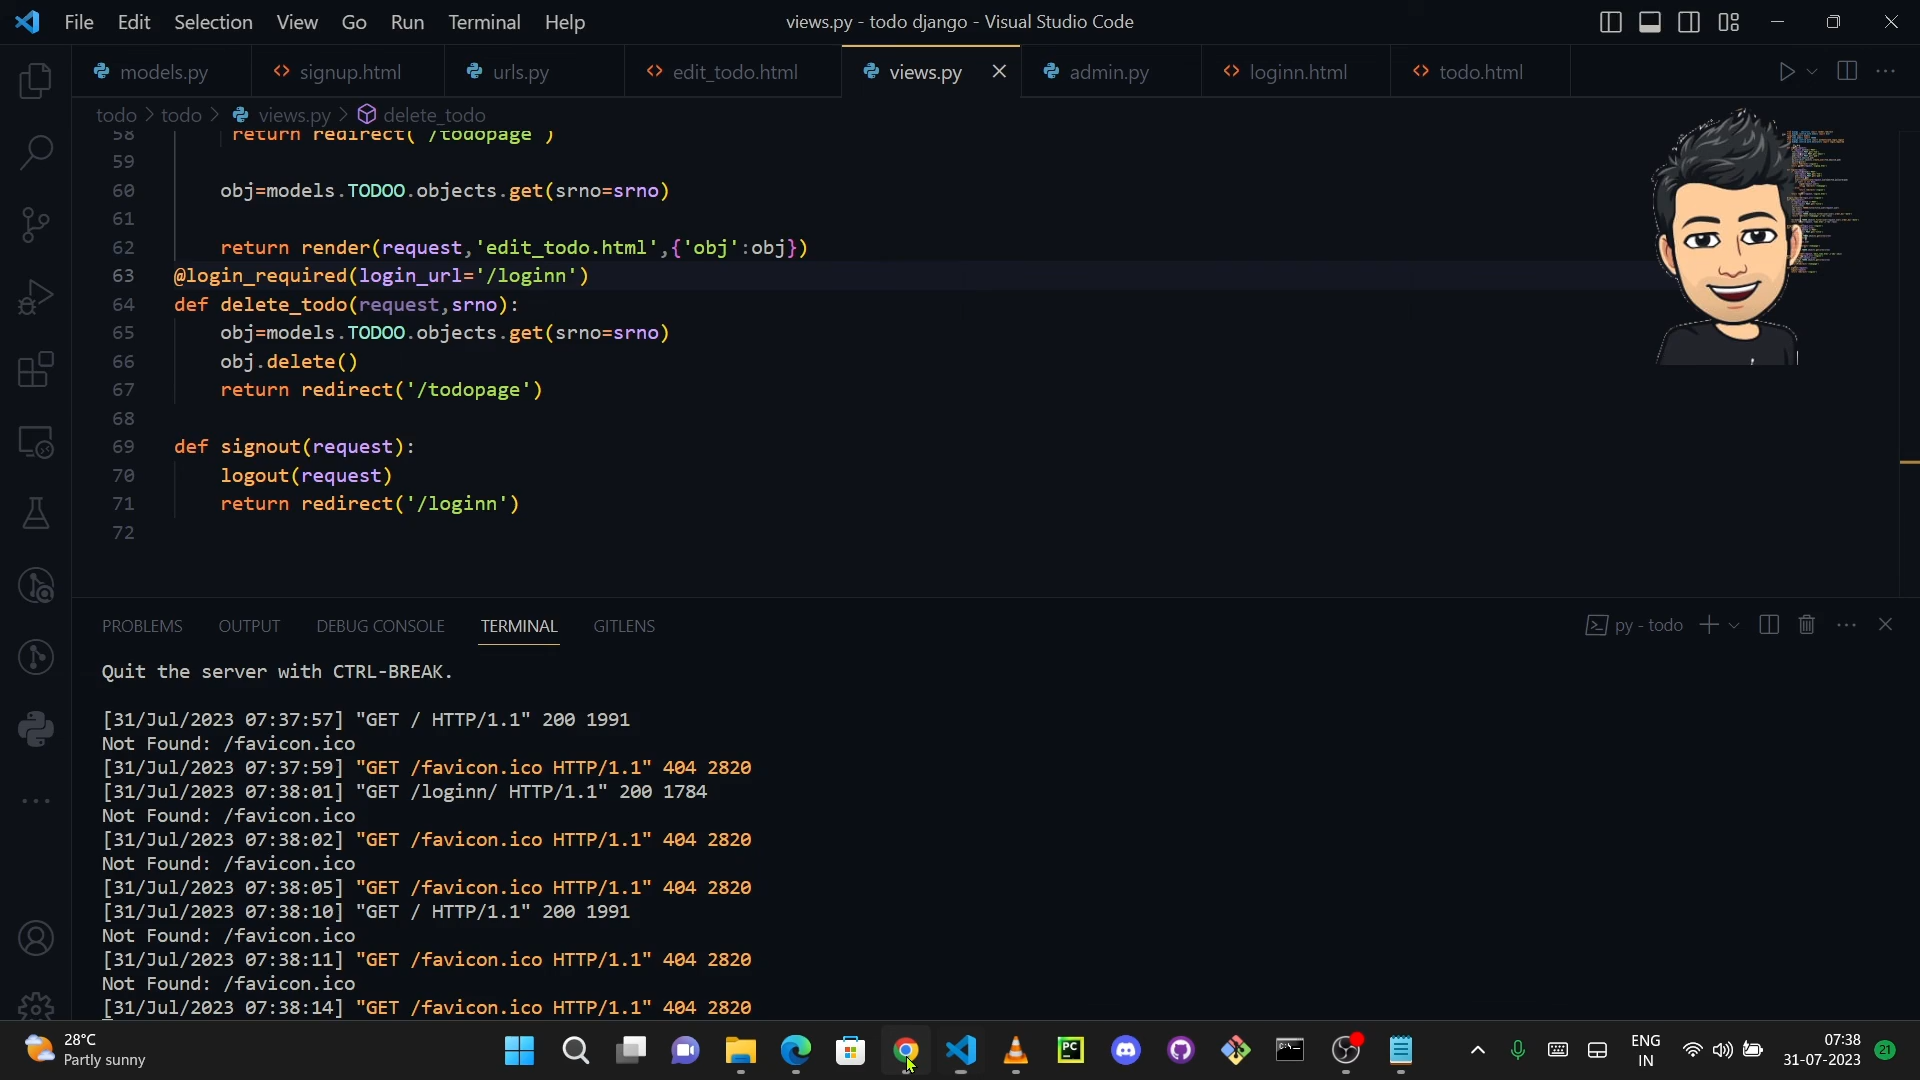 File Edit Selection View Go Run Terminal Help
views.py - todo django - Visual Studio Code
models.py signup.html urls.py edit_todo.html views.py admin.py loginn.html todo.html
todo > todo > views.py > delete_todo
58 return redirect('/todopage')
59
60 obj=models.TODOO.objects.get(srno=srno)
61
62 return render(request,'edit_todo.html',{'obj':obj})
63 @login_required(login_url='/loginn')
64 def delete_todo(request,srno):
65 obj=models.TODOO.objects.get(srno=srno)
66 obj.delete()
67 return redirect('/todopage')
68
69 def signout(request):
70 logout(request)
71 return redirect('/loginn')
72
PROBLEMS OUTPUT DEBUG CONSOLE TERMINAL GITLENS
py - todo
Quit the server with CTRL-BREAK.
[31/Jul/2023 07:37:57] "GET / HTTP/1.1" 200 1991
Not Found: /favicon.ico
[31/Jul/2023 07:37:59] "GET /favicon.ico HTTP/1.1" 404 2820
[31/Jul/2023 07:38:01] "GET /loginn/ HTTP/1.1" 200 1784
Not Found: /favicon.ico
[31/Jul/2023 07:38:02] "GET /favicon.ico HTTP/1.1" 404 2820
Not Found: /favicon.ico
[31/Jul/2023 07:38:05] "GET /favicon.ico HTTP/1.1" 404 2820
[31/Jul/2023 07:38:10] "GET / HTTP/1.1" 200 1991
Not Found: /favicon.ico
[31/Jul/2023 07:38:11] "GET /favicon.ico HTTP/1.1" 404 2820
Not Found: /favicon.ico
[31/Jul/2023 07:38:14] "GET /favicon.ico HTTP/1.1" 404 2820
28°C
Partly sunny
PC
ENG
IN
07:38
31-07-2023
21